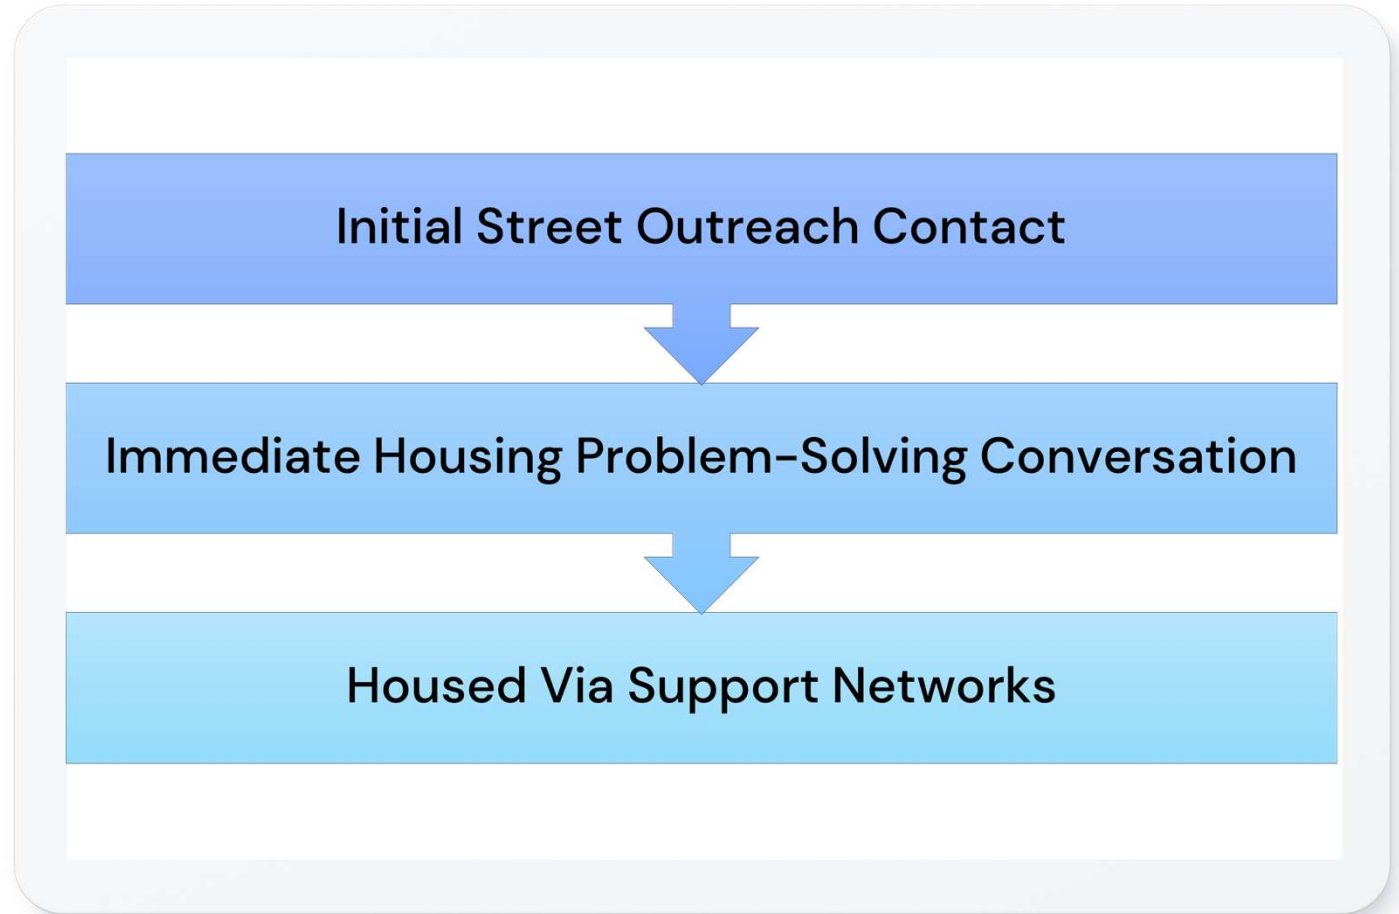 Initial Street Outreach Contact
Immediate Housing Problem-Solving Conversation
Housed Via Support Networks